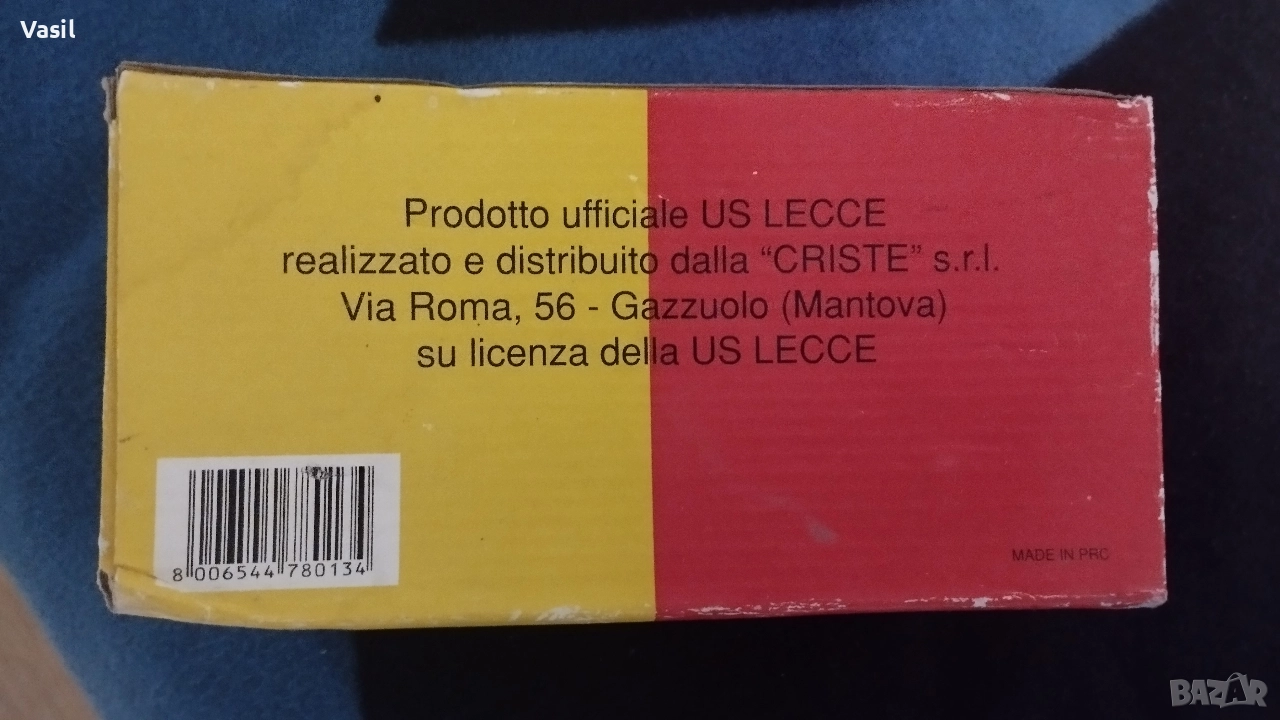 Vasil
Prodotto ufficiale US LECCE
realizzato e distribuito dalla “CRISTE” s.r.l.
Via Roma, 56 - Gazzuolo (Mantova)
su licenza della US LECCE
8 006544 780134
MADE IN PRC
BAZAR